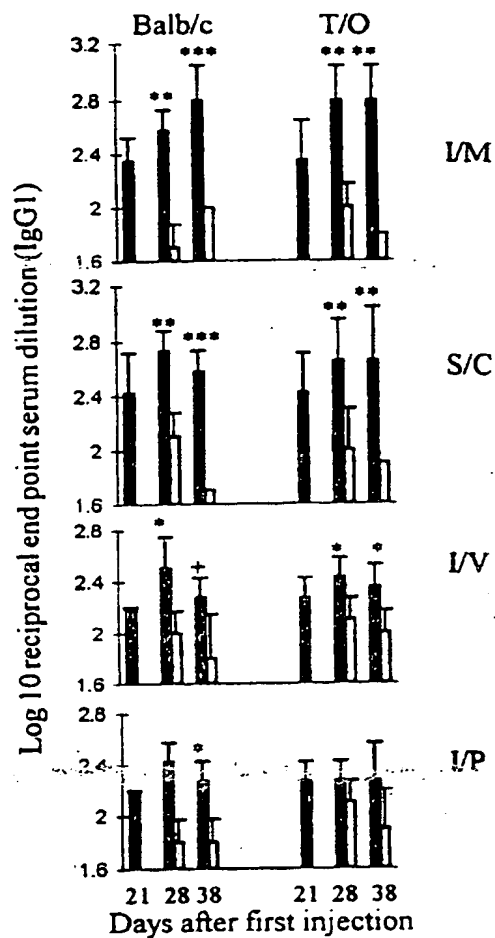 Balb/c T/O
Log 10 reciprocal end point serum dilution (IgG1)
3.2
2.8
2.4
2
1.6
** *** ** **
I/M
3.2
2.8
2.4
2
1.6
** *** ** **
S/C
2.8
2.4
2
1.6
* + * *
I/V
2.8
2.4
2
1.6
*
I/P
21 28 38 21 28 38
Days after first injection